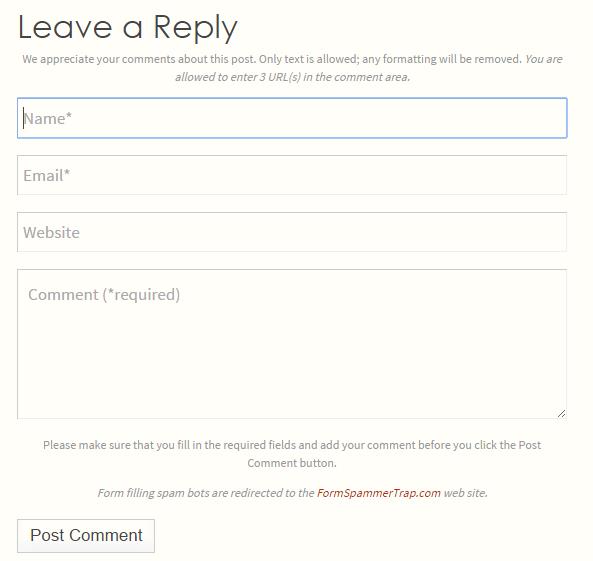 Leave a Reply
We appreciate your comments about this post. Only text is allowed; any formatting will be removed. You are
allowed to enter 3 URL(s) in the comment area.
Name*
Email*
Website
Comment (*required)
Please make sure that you fill in the required fields and add your comment before you click the Post
Comment button.
Form filling spam bots are redirected to the FormSpammerTrap.com web site.
Post Comment